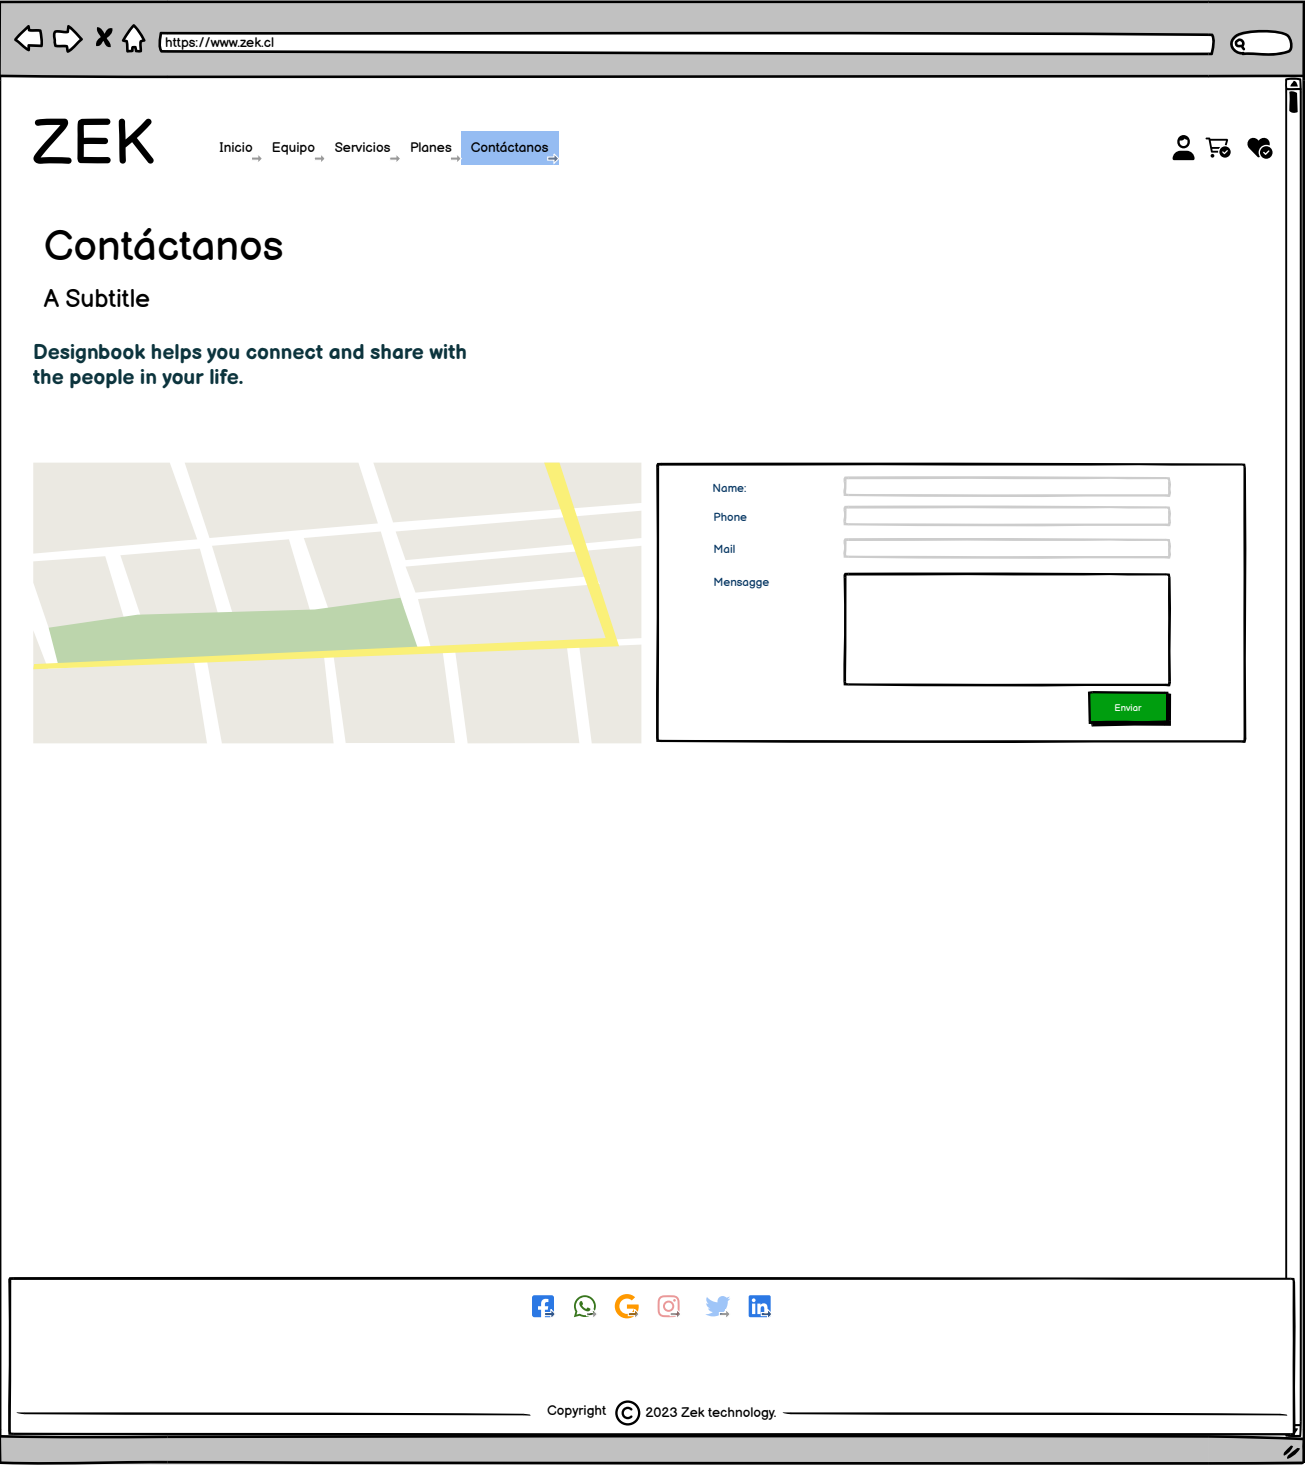 https://www.zek.cl
ZEK
Inicio Equipo Servicios Planes Contáctanos
Contáctanos
A Subtitle
Designbook helps you connect and share with
the people in your life.
Name:
Phone
Mail
Mensagge
Enviar
Copyright © 2023 Zek technology.